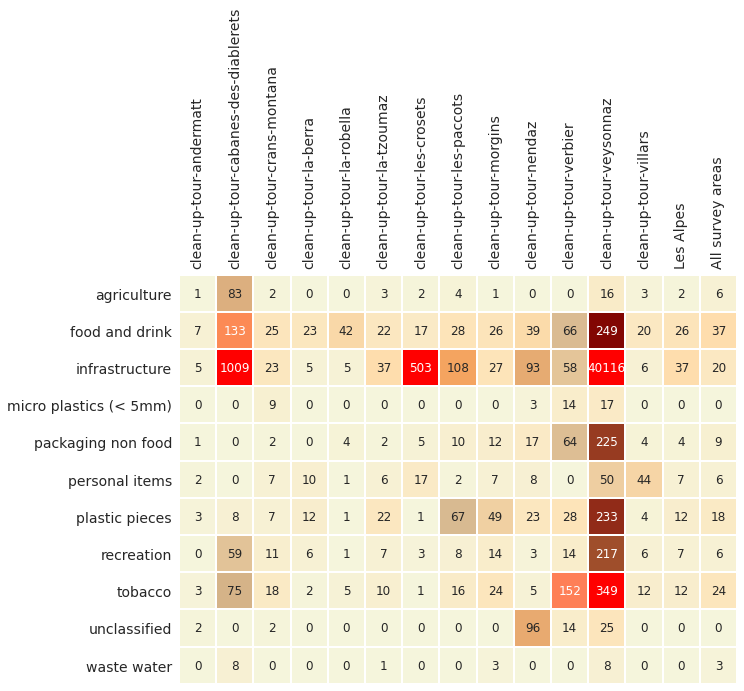 clean-up-tour-andermatt
clean-up-tour-cabanes-des-diablerets
clean-up-tour-crans-montana
clean-up-tour-la-berra
clean-up-tour-la-robella
clean-up-tour-la-tzoumaz
clean-up-tour-les-crosets
clean-up-tour-les-paccots
clean-up-tour-morgins
clean-up-tour-nendaz
clean-up-tour-verbier
clean-up-tour-veysonnaz
clean-up-tour-villars
Les Alpes
All survey areas
agriculture 1 83 2 0 0 3 2 4 1 0 0 16 3 2 6
food and drink 7 133 25 23 42 22 17 28 26 39 66 249 20 26 37
infrastructure 5 1009 23 5 5 37 503 108 27 93 58 40116 6 37 20
micro plastics (< 5mm) 0 0 9 0 0 0 0 0 0 3 14 17 0 0 0
packaging non food 1 0 2 0 4 2 5 10 12 17 64 225 4 4 9
personal items 2 0 7 10 1 6 17 2 7 8 0 50 44 7 6
plastic pieces 3 8 7 12 1 22 1 67 49 23 28 233 4 12 18
recreation 0 59 11 6 1 7 3 8 14 3 14 217 6 7 6
tobacco 3 75 18 2 5 10 1 16 24 5 152 349 12 12 24
unclassified 2 0 2 0 0 0 0 0 0 96 14 25 0 0 0
waste water 0 8 0 0 0 1 0 0 3 0 0 8 0 0 3